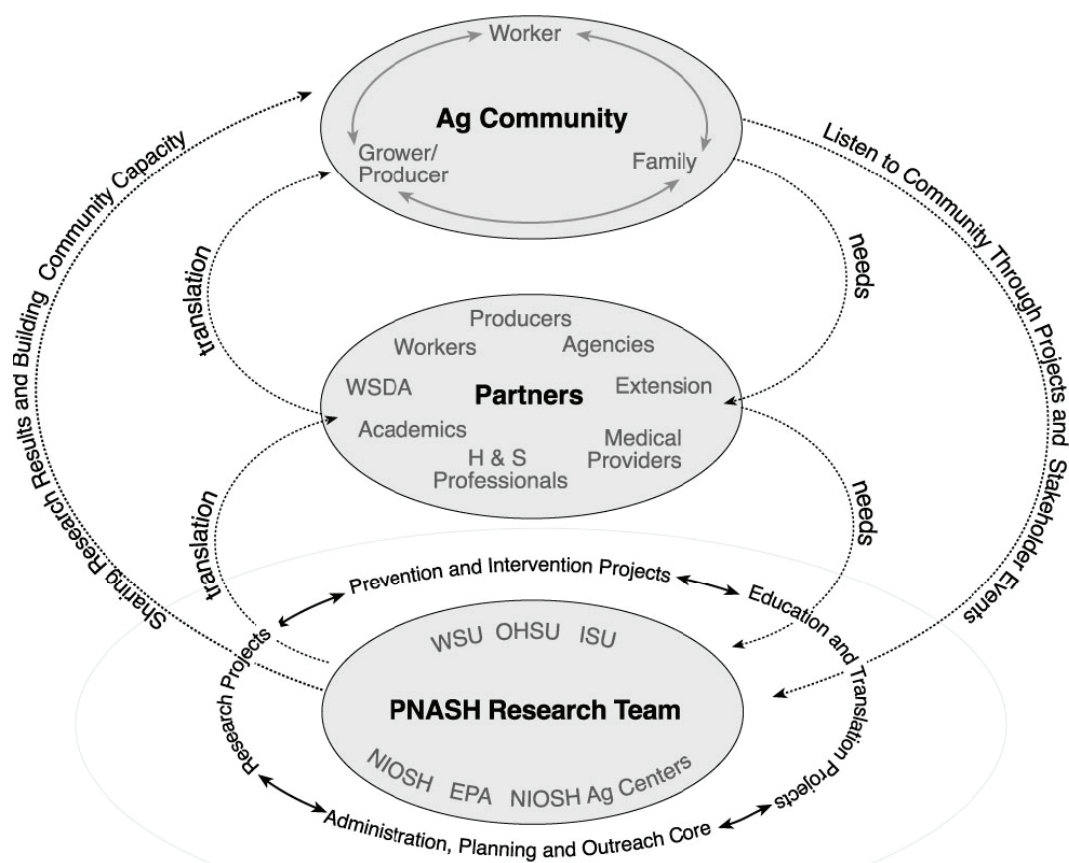 Worker
Ag Community
Grower/
Producer
Family
Sharing Research Results and Building Community Capacity
Listen to Community Through Projects and Stakeholder Events
translation
needs
Producers
Workers
Agencies
WSDA
Partners
Extension
Academics
H & S
Professionals
Medical
Providers
translation
needs
Prevention and Intervention Projects
Education and Translation Projects
Research Projects
WSU OHSU ISU
PNASH Research Team
NIOSH EPA NIOSH Ag Centers
Administration, Planning and Outreach Core